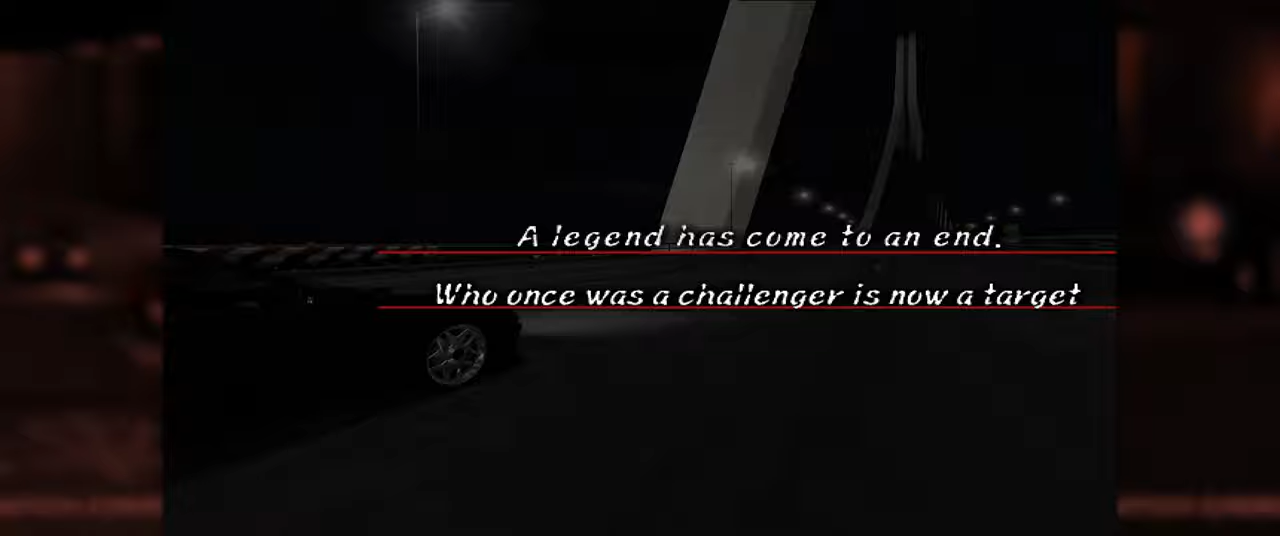 A legend has come to an end.
Who once was a challenger is now a target